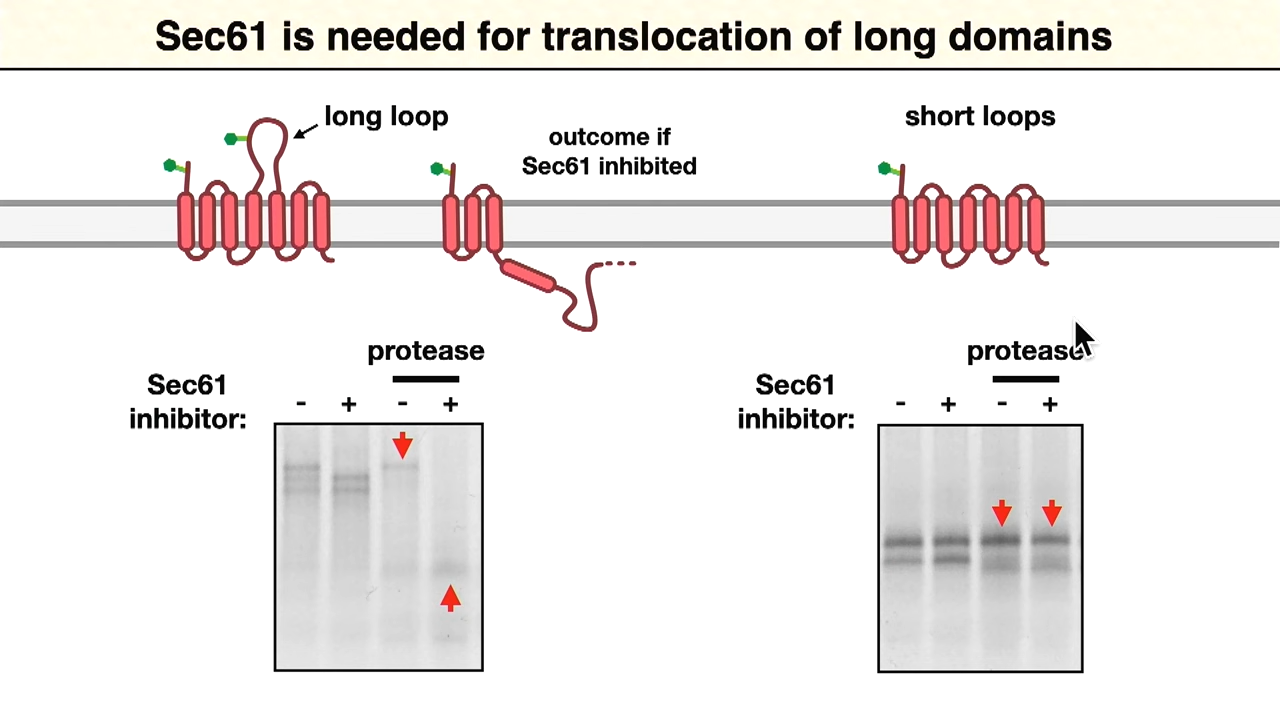 Sec61 is needed for translocation of long domains
long loop
outcome if
Sec61 inhibited
short loops
protease
Sec61
inhibitor:
- + - +
protease
Sec61
inhibitor:
- + - +